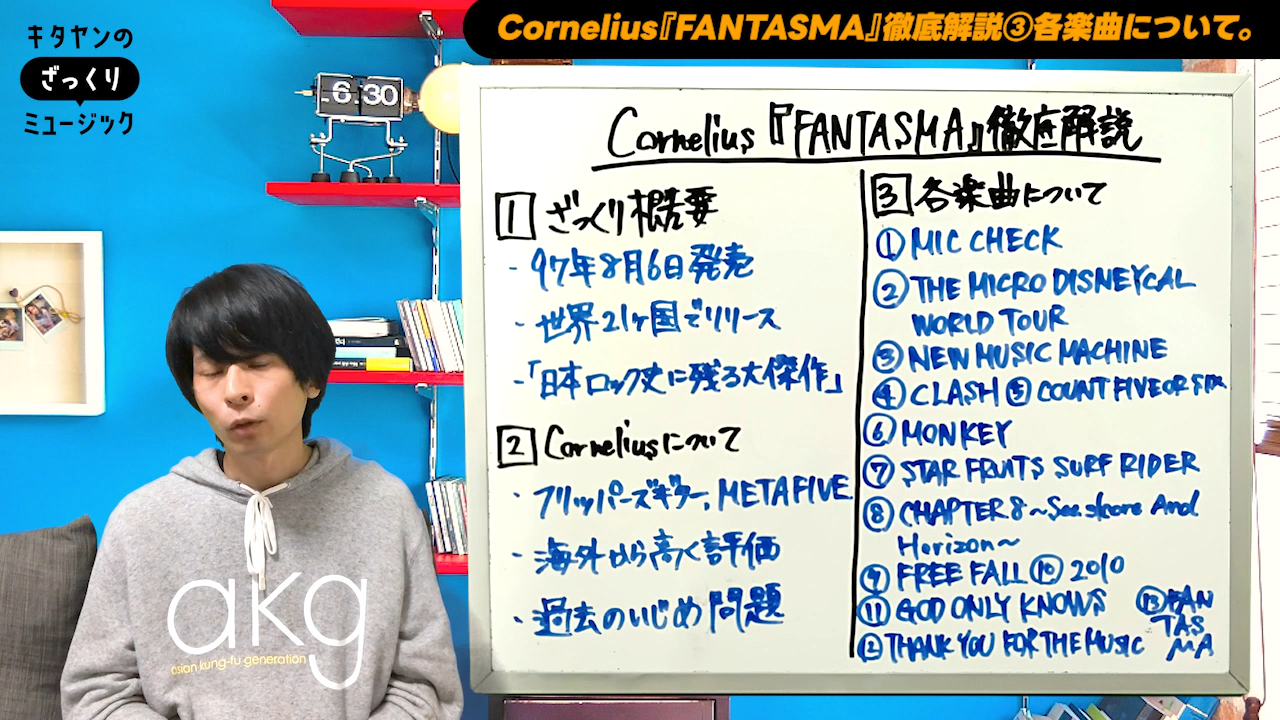 キタヤンの
ざっくり
ミュージック
Cornelius『FANTASMA』徹底解説③各楽曲について。
6 30
Cornelius『FANTASMA』徹底解説
1 ざっくり概要
・97年8月6日発売
・世界21ヶ国でリリース
・「日本ロック史に残る大傑作」
2 Corneliusについて
・フリッパーズギター、METAFIVE
・海外から高く評価
・過去のいじめ問題
3 各楽曲について
① MIC CHECK
② THE MICRO DISNEYCAL
WORLD TOUR
③ NEW MUSIC MACHINE
④ CLASH ⑤ COUNT FIVE OR SIX
⑥ MONKEY
⑦ STAR FRUITS SURF RIDER
⑧ CHAPTER 8 〜Seashore And
Horizon〜
⑨ FREE FALL ⑩ 2010
⑪ GOD ONLY KNOWS
⑫ THANK YOU FOR THE MUSIC
⑬ FAN
TAS
MA
akg
asian kung-fu generation